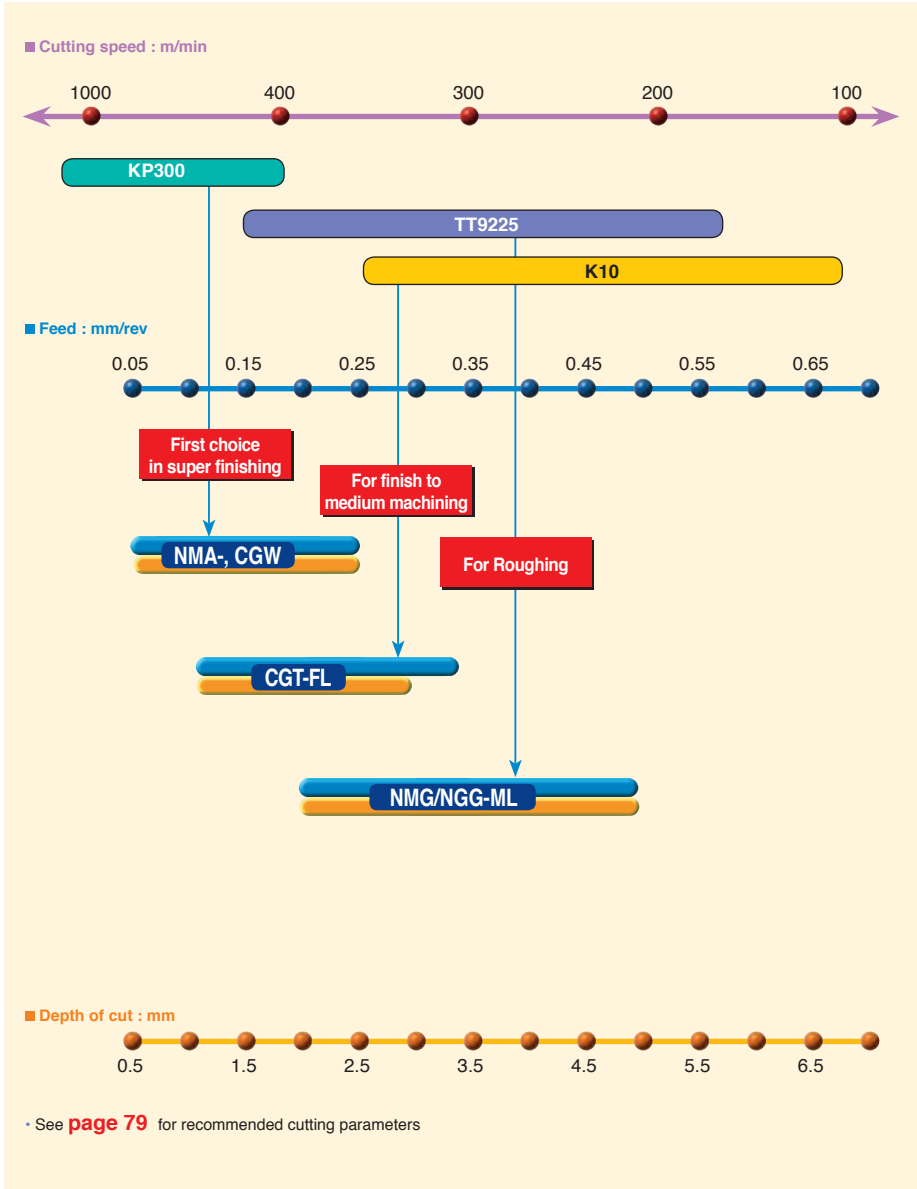 ■ Cutting speed : m/min
1000 400 300 200 100
KP300
TT9225
K10
■ Feed : mm/rev
0.05 0.15 0.25 0.35 0.45 0.55 0.65
First choice
in super finishing
For finish to
medium machining
NMA-, CGW
For Roughing
CGT-FL
NMG/NGG-ML
■ Depth of cut : mm
0.5 1.5 2.5 3.5 4.5 5.5 6.5
• See page 79 for recommended cutting parameters